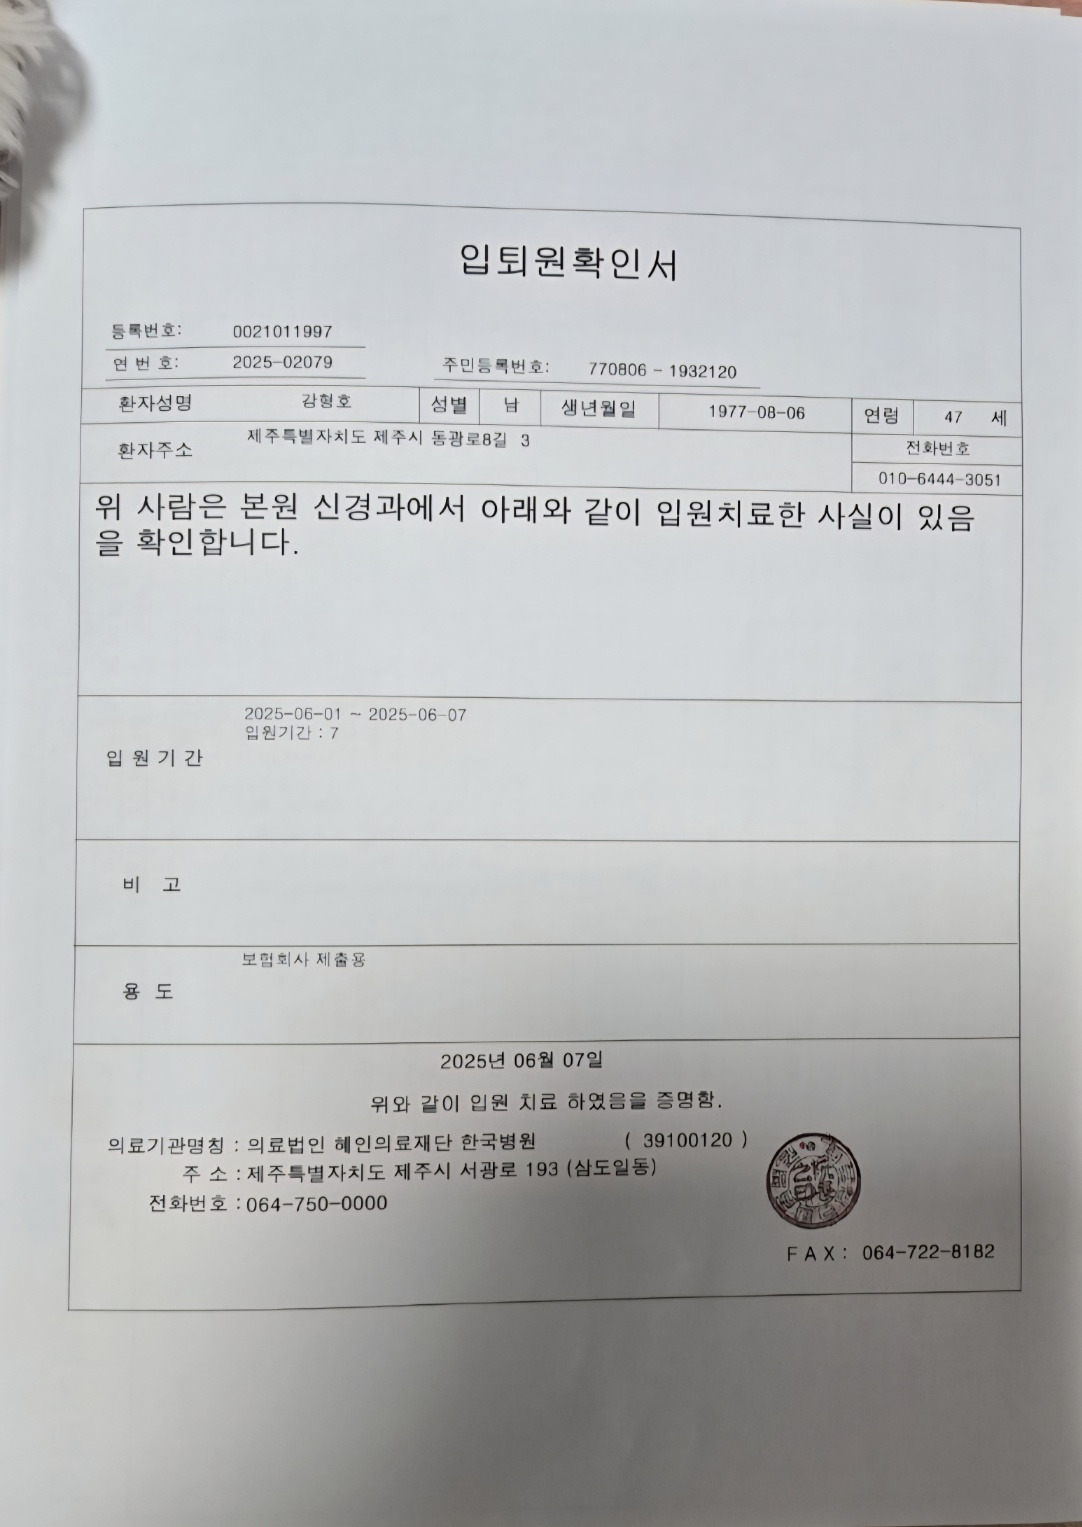 입퇴원확인서
등록번호: 0021011997
연 번 호: 2025-02079 주민등록번호: 770806 - 1932120
환자성명 강형호 성별 남 생년월일 1977-08-06 연령 47 세
환자주소 제주특별자치도 제주시 동광로8길 3 전화번호
010-6444-3051
위 사람은 본원 신경과에서 아래와 같이 입원치료한 사실이 있음
을 확인합니다.
2025-06-01 ~ 2025-06-07
입원기간 : 7
입 원 기 간
비 고
보험회사 제출용
용 도
2025년 06월 07일
위와 같이 입원 치료 하였음을 증명함.
의료기관명칭 : 의료법인 혜인의료재단 한국병원 ( 39100120 )
주 소 : 제주특별자치도 제주시 서광로 193 (삼도일동)
전화번호 : 064-750-0000
F A X : 064-722-8182